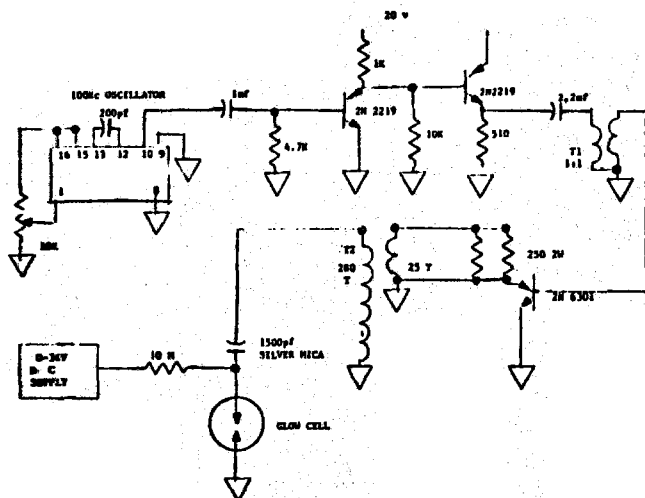 20 v
1K
100Kc OSCILLATOR
200pf
1mf
2N 2219
2N2219
2.2mf
16 15 13 12 10 9
1
4.7K
10K
510
T1
1:1
T2
280
T
25 T
250 2W
2N 6301
1500pf
SILVER MICA
10 M
D C
SUPPLY
GLOW CELL